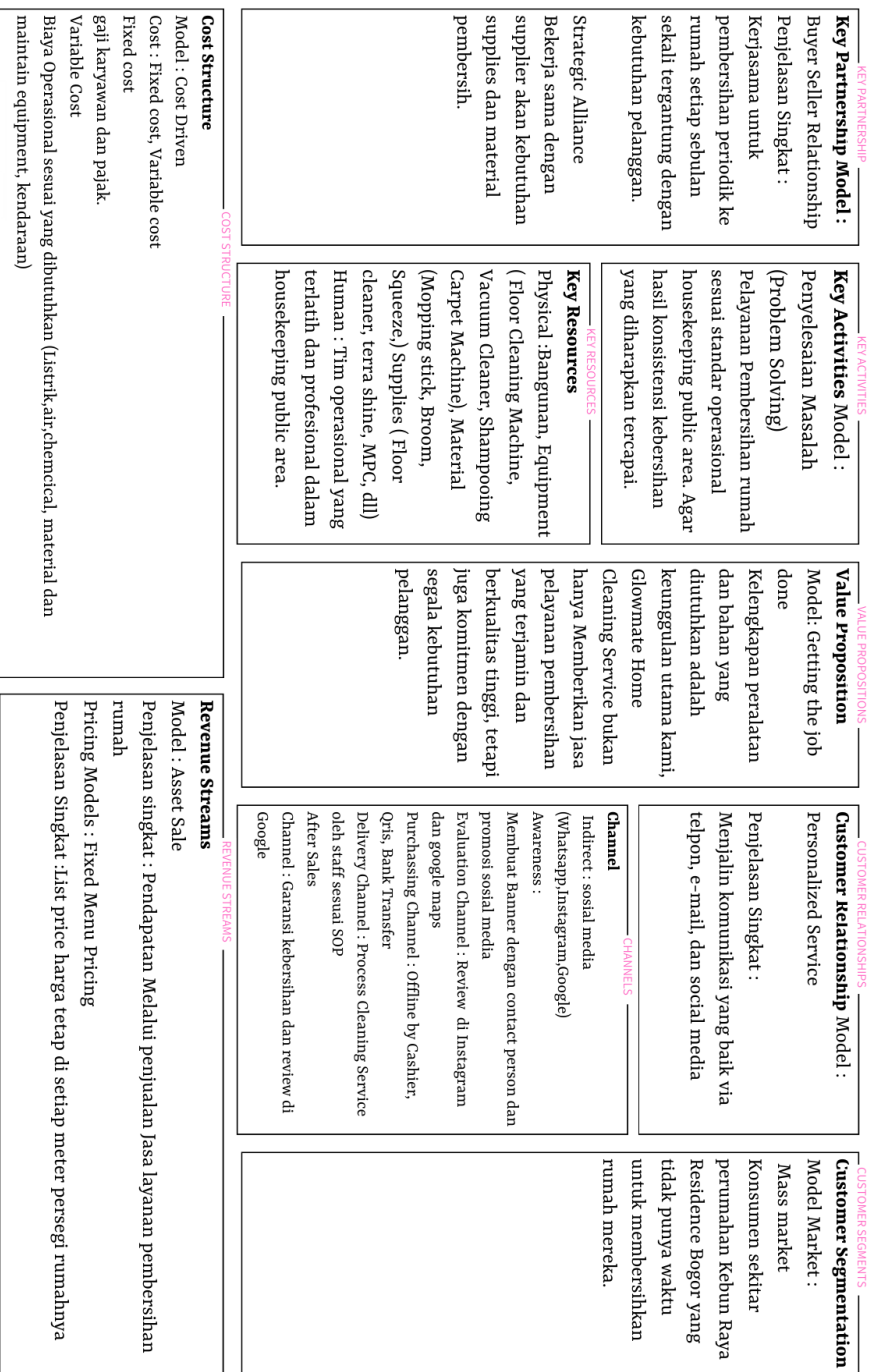 KEY PARTNERSHIP
Key Partnership Model :
Buyer Seller Relationship
Penjelasan Singkat :
Kerjasama untuk
pembersihan periodik ke
rumah setiap sebulan
sekali tergantung dengan
kebutuhan pelanggan.
Strategic Alliance
Bekerja sama dengan
supplier akan kebutuhan
supplies dan material
pembersih.
KEY ACTIVITIES
Key Activities Model :
Penyelesaian Masalah
(Problem Solving)
Pelayanan Pembersihan rumah
sesuai standar operasional
housekeeping public area. Agar
hasil konsistensi kebersihan
yang diharapkan tercapai.
KEY RESOURCES
Key Resources
Physical :Bangunan, Equipment
( Floor Cleaning Machine,
Vacuum Cleaner, Shampooing
Carpet Machine), Material
(Mopping stick, Broom,
Squeeze,) Supplies ( Floor
cleaner, terra shine, MPC, dll)
Human : Tim operasional yang
terlatih dan profesional dalam
housekeeping public area.
VALUE PROPOSITIONS
Value Proposition
Model: Getting the job
done
Kelengkapan peralatan
dan bahan yang
diutuhkan adalah
keunggulan utama kami,
Glowmate Home
Cleaning Service bukan
hanya Memberikan jasa
pelayanan pembersihan
yang terjamin dan
berkualitas tinggi, tetapi
juga komitmen dengan
segala kebutuhan
pelanggan.
CUSTOMER RELATIONSHIPS
Customer Relationship Model :
Personalized Service
Penjelasan Singkat :
Menjalin komunikasi yang baik via
telpon, e-mail, dan social media
CHANNELS
Channel
Indirect : sosial media
(Whatsapp,Instagram,Google)
Awareness :
Membuat Banner dengan contact person dan
promosi sosial media
Evaluation Channel : Review di Instagram
dan google maps
Purchassing Channel : Offline by Cashier,
Qris, Bank Transfer
Delivery Channel : Process Cleaning Service
oleh staff sesuai SOP
After Sales
Channel : Garansi kebersihan dan review di
Google
CUSTOMER SEGMENTS
Customer Segmentation
Model Market :
Mass market
Konsumen sekitar
perumahan Kebun Raya
Residence Bogor yang
tidak punya waktu
untuk membersihkan
rumah mereka.
COST STRUCTURE
Cost Structure
Model : Cost Driven
Cost : Fixed cost, Variable cost
Fixed cost
gaji karyawan dan pajak.
Variable Cost
Biaya Operasional sesuai yang dibutuhkan (Listrik,air,chemcical, material dan
maintain equipment, kendaraan)
REVENUE STREAMS
Revenue Streams
Model : Asset Sale
Penjelasan singkat : Pendapatan Melalui penjualan Jasa layanan pembersihan
rumah
Pricing Models : Fixed Menu Pricing
Penjelasan Singkat :List price harga tetap di setiap meter persegi rumahnya